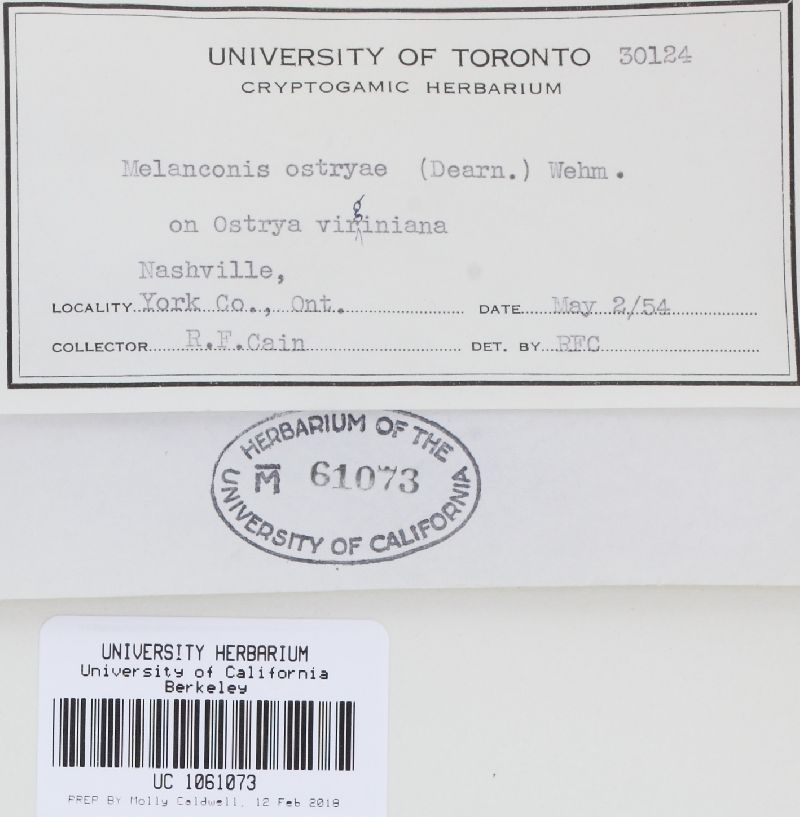 UNIVERSITY OF TORONTO 30124
CRYPTOGAMIC HERBARIUM
Melanconis ostryae (Dearn.) Wehm.
on Ostrya virginiana
Nashville,
LOCALITY York Co., Ont. DATE May 2/54
COLLECTOR R.F.Cain DET. BY RFC
HERBARIUM OF THE
M 61073
UNIVERSITY OF CALIFORNIA
UNIVERSITY HERBARIUM
University of California
Berkeley
UC 1061073
PREP BY Molly Caldwell, 12 Feb 2018